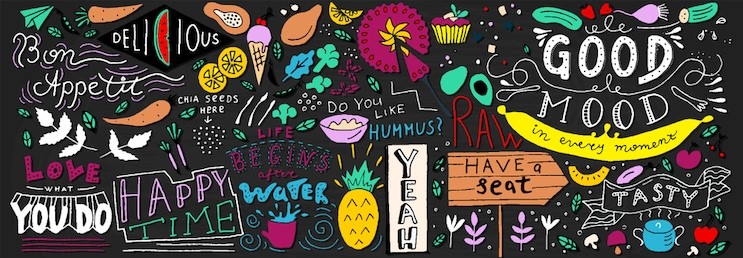 DELICIOUS
Bon
Appétit
CHIA SEEDS
HERE
LOVE
WHAT
YOU DO
HAPPY
TIME
LIFE
BEGINS
after
WATER
DO YOU
LIKE
HUMMUS?
YEAH
RAW
HAVE a
seat
GOOD
MOOD
in every moment
TASTY